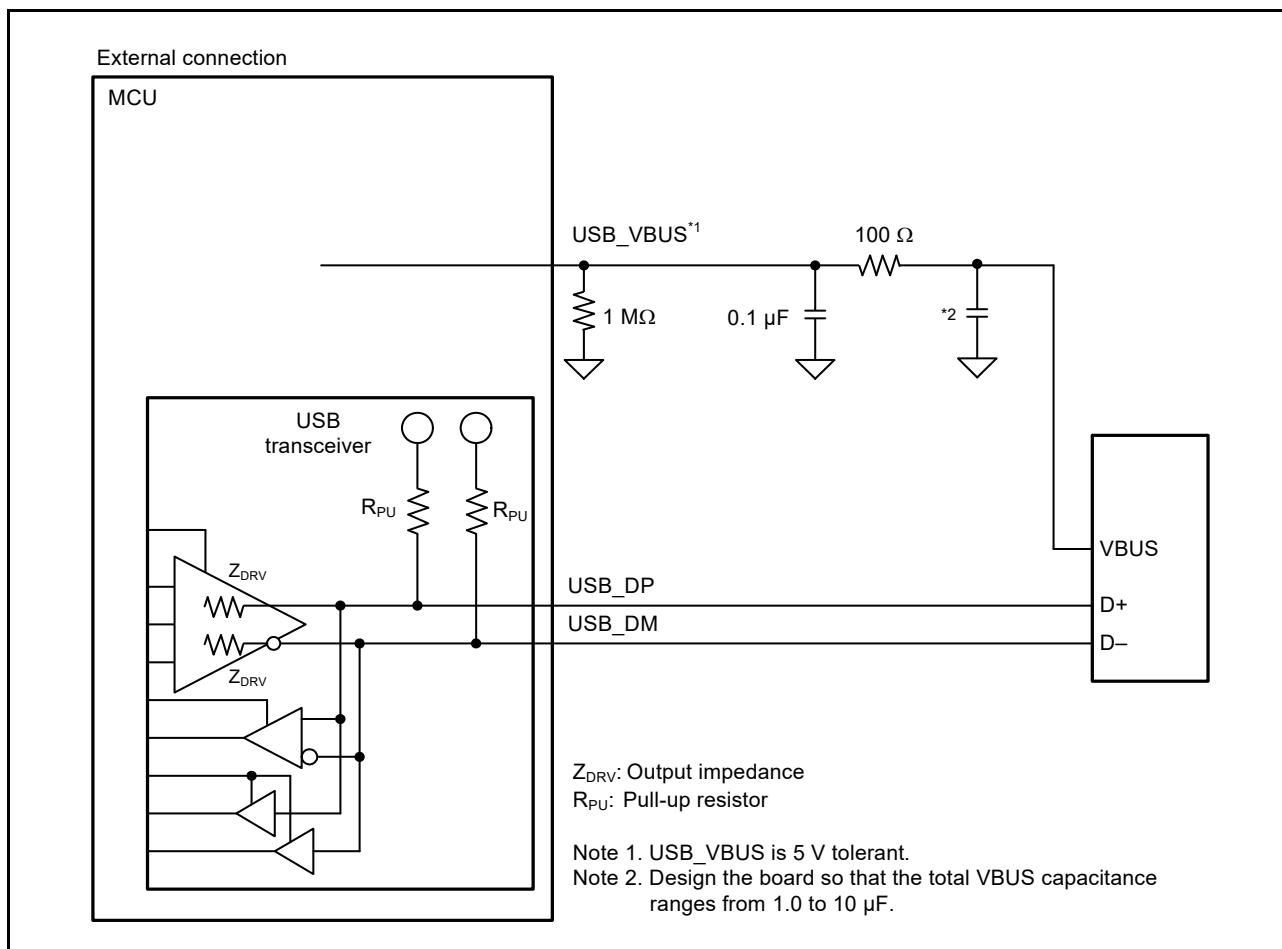 External connection
MCU
USB_VBUS*1
100 Ω
1 MΩ
0.1 µF
*2
USB
transceiver
RPU
RPU
VBUS
ZDRV
USB_DP
D+
USB_DM
D–
ZDRV
ZDRV: Output impedance
RPU: Pull-up resistor
Note 1. USB_VBUS is 5 V tolerant.
Note 2. Design the board so that the total VBUS capacitance
ranges from 1.0 to 10 µF.